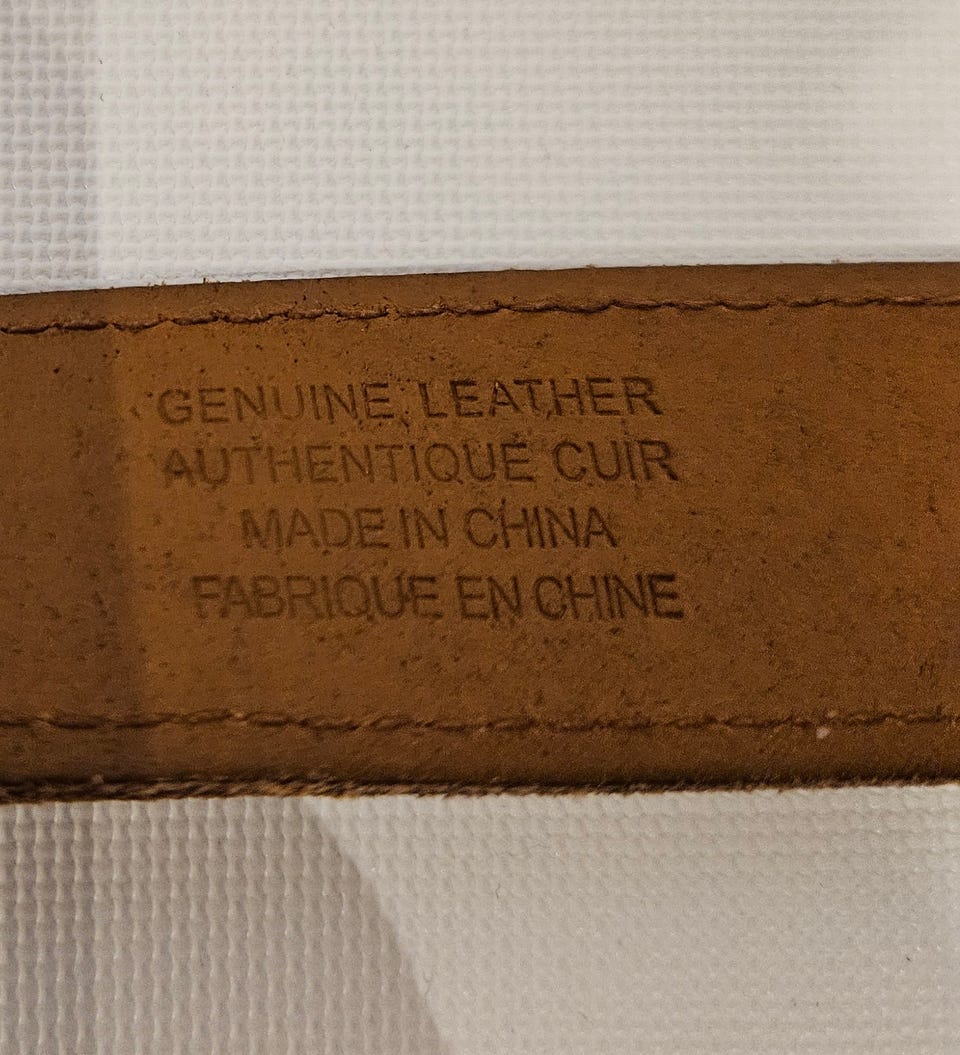 GENUINE LEATHER
AUTHENTIQUE CUIR
MADE IN CHINA
FABRIQUE EN CHINE